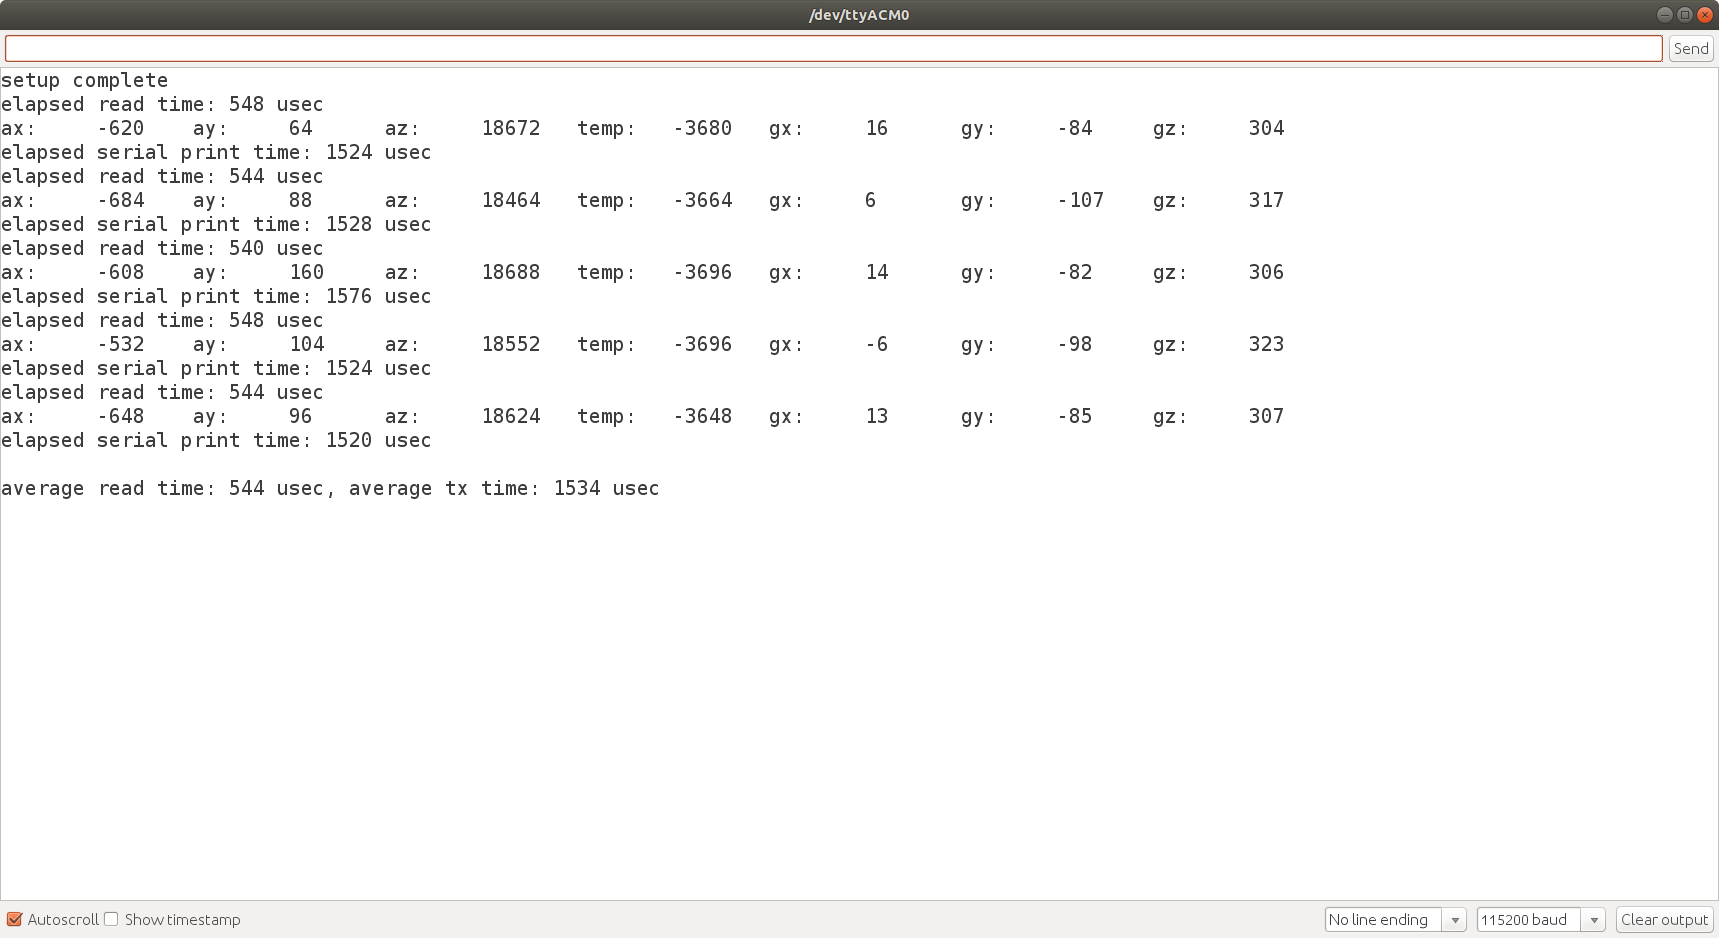 /dev/ttyACM0
Send
setup complete
elapsed read time: 548 usec
ax: -620 ay: 64 az: 18672 temp: -3680 gx: 16 gy: -84 gz: 304
elapsed serial print time: 1524 usec
elapsed read time: 544 usec
ax: -684 ay: 88 az: 18464 temp: -3664 gx: 6 gy: -107 gz: 317
elapsed serial print time: 1528 usec
elapsed read time: 540 usec
ax: -608 ay: 160 az: 18688 temp: -3696 gx: 14 gy: -82 gz: 306
elapsed serial print time: 1576 usec
elapsed read time: 548 usec
ax: -532 ay: 104 az: 18552 temp: -3696 gx: -6 gy: -98 gz: 323
elapsed serial print time: 1524 usec
elapsed read time: 544 usec
ax: -648 ay: 96 az: 18624 temp: -3648 gx: 13 gy: -85 gz: 307
elapsed serial print time: 1520 usec
average read time: 544 usec, average tx time: 1534 usec
Autoscroll Show timestamp No line ending 115200 baud Clear output